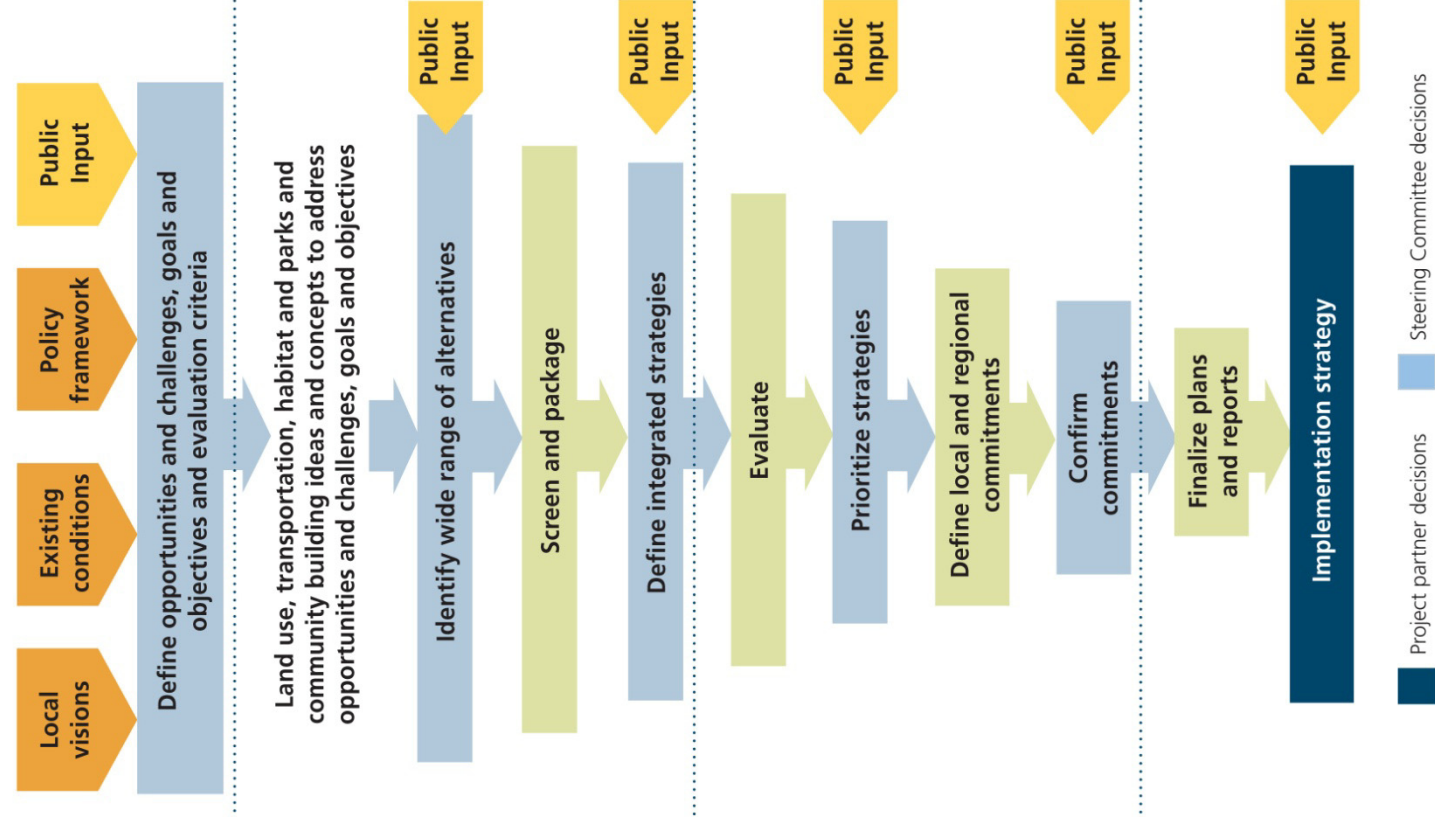 Local
visions
Existing
conditions
Policy
framework
Public
Input
Define opportunities and challenges, goals and
objectives and evaluation criteria
Land use, transportation, habitat and parks and
community building ideas and concepts to address
opportunities and challenges, goals and objectives
Identify wide range of alternatives
Public
Input
Screen and package
Define integrated strategies
Public
Input
Evaluate
Prioritize strategies
Public
Input
Define local and regional
commitments
Confirm
commitments
Public
Input
Finalize plans
and reports
Implementation strategy
Public
Input
Project partner decisions
Steering Committee decisions